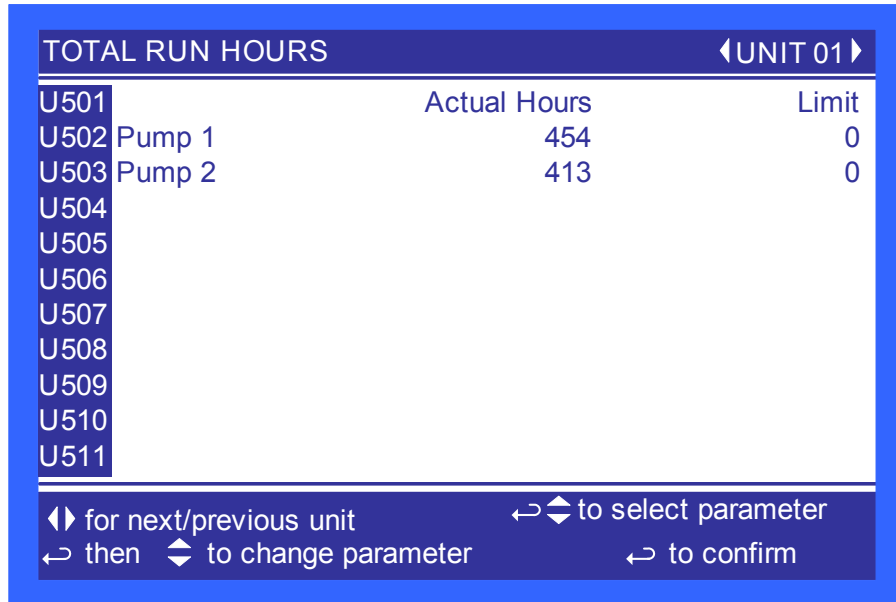 TOTAL RUN HOURS UNIT 01
U501 Actual Hours Limit
U502 Pump 1 454 0
U503 Pump 2 413 0
U504
U505
U506
U507
U508
U509
U510
U511
for next/previous unit to select parameter
then to change parameter to confirm